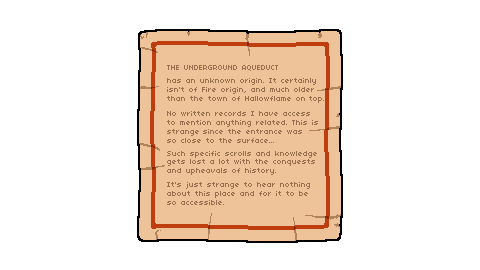 THE UNDERGROUND AQUEDUCT
has an unknown origin. It certainly
isn't of Fire origin, and much older
than the town of Hallowflame on top.
No written records I have access
to mention anything related. This is
strange since the entrance was
so close to the surface...
Such specific scrolls and knowledge
gets lost a lot with the conquests
and upheavals of history.
It's just strange to hear nothing
about this place and for it to be
so accessible.